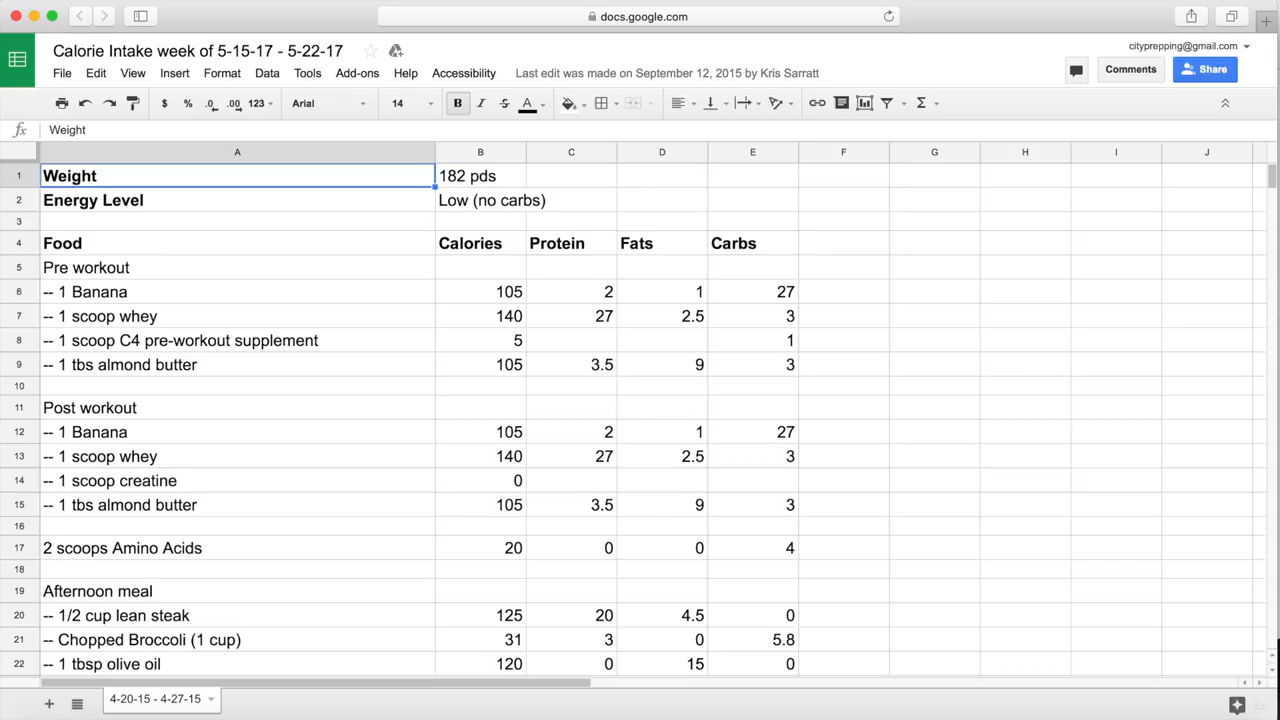 docs.google.com
Calorie Intake week of 5-15-17 - 5-22-17
cityprepping@gmail.com
File Edit View Insert Format Data Tools Add-ons Help Accessibility Last edit was made on September 12, 2015 by Kris Sarratt
Comments
Share
$ % .0 .00 123 Arial 14 B I S A Σ
fx Weight
A B C D E F G H I J
1 Weight 182 pds
2 Energy Level Low (no carbs)
3
4 Food Calories Protein Fats Carbs
5 Pre workout
6 -- 1 Banana 105 2 1 27
7 -- 1 scoop whey 140 27 2.5 3
8 -- 1 scoop C4 pre-workout supplement 5 1
9 -- 1 tbs almond butter 105 3.5 9 3
10
11 Post workout
12 -- 1 Banana 105 2 1 27
13 -- 1 scoop whey 140 27 2.5 3
14 -- 1 scoop creatine 0
15 -- 1 tbs almond butter 105 3.5 9 3
16
17 2 scoops Amino Acids 20 0 0 4
18
19 Afternoon meal
20 -- 1/2 cup lean steak 125 20 4.5 0
21 -- Chopped Broccoli (1 cup) 31 3 0 5.8
22 -- 1 tbsp olive oil 120 0 15 0
4-20-15 - 4-27-15